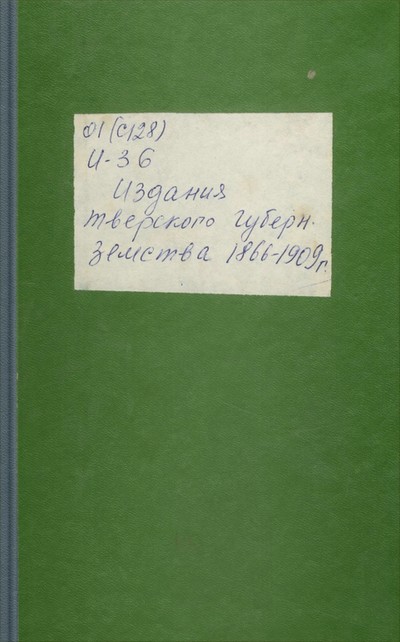 01(С128)
И-36
Издания
тверского губерн.
земства 1866-1909г.